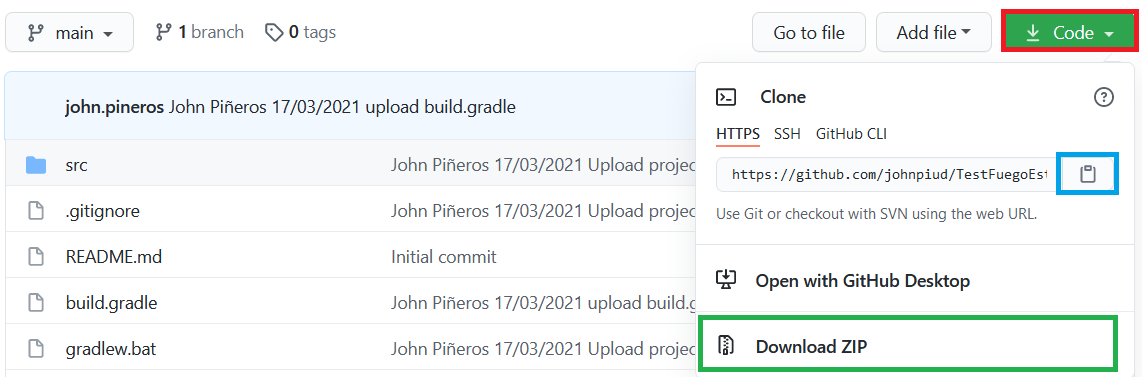 main 1 branch 0 tags Go to file Add file Code
john.pineros John Piñeros 17/03/2021 upload build.gradle
src John Piñeros 17/03/2021 Upload projec
.gitignore John Piñeros 17/03/2021 Upload projec
README.md Initial commit
build.gradle John Piñeros 17/03/2021 upload build.g
gradlew.bat John Piñeros 17/03/2021 Upload projec
Clone
HTTPS SSH GitHub CLI
https://github.com/johnpiud/TestFuegoEst
Use Git or checkout with SVN using the web URL.
Open with GitHub Desktop
Download ZIP